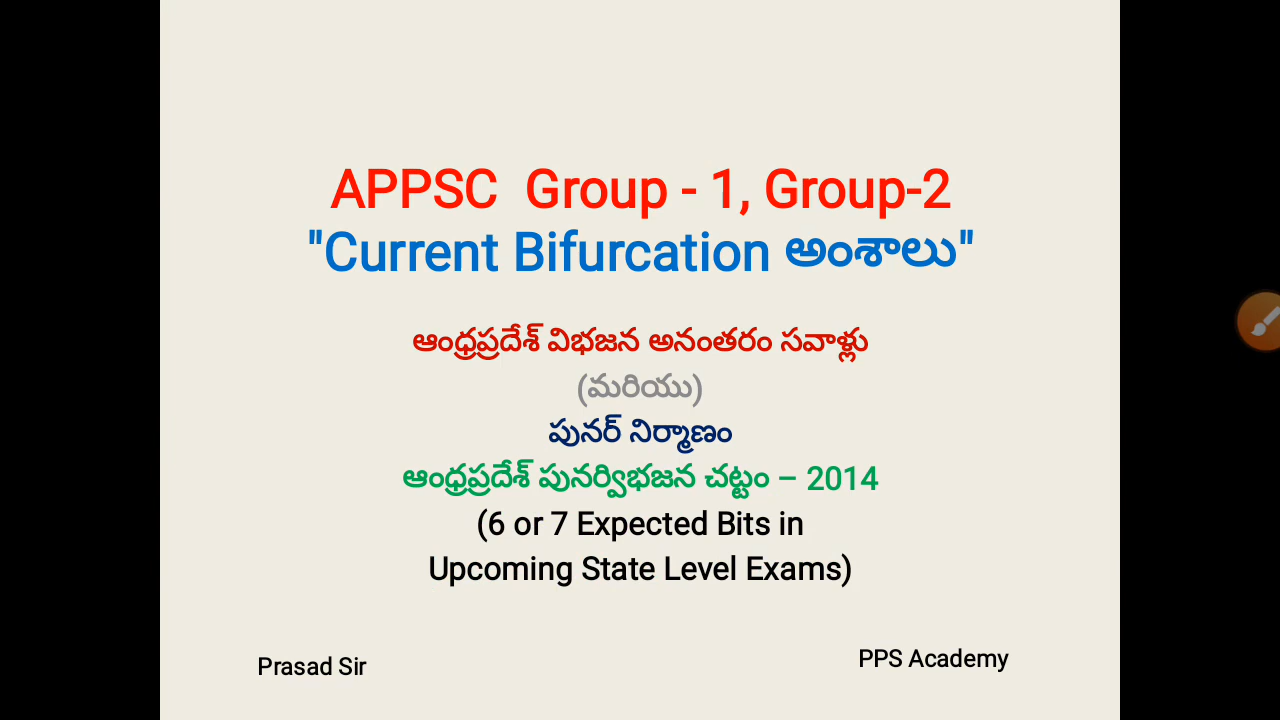 APPSC Group - 1, Group-2
"Current Bifurcation అంశాలు"
ఆంధ్రప్రదేశ్ విభజన అనంతరం సవాళ్లు
(మరియు)
పునర్ నిర్మాణం
ఆంధ్రప్రదేశ్ పునర్విభజన చట్టం – 2014
(6 or 7 Expected Bits in
Upcoming State Level Exams)
Prasad Sir
PPS Academy